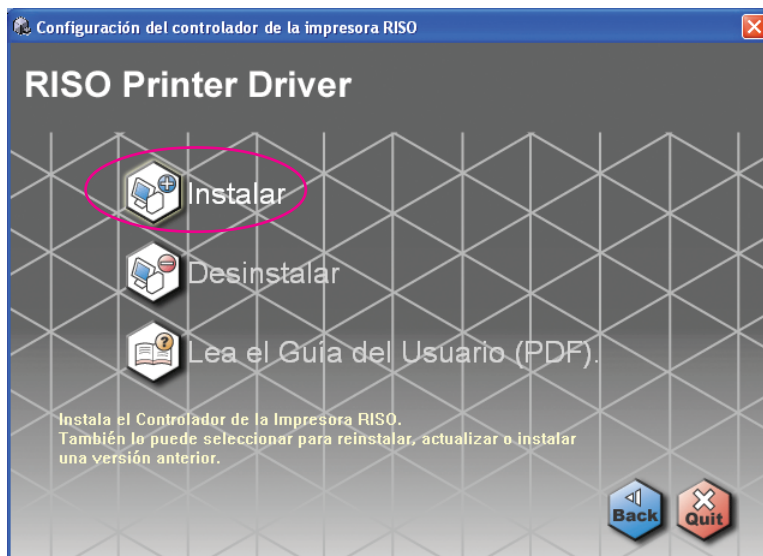 Configuración del controlador de la impresora RISO
RISO Printer Driver
Instalar
Desinstalar
Lea el Guía del Usuario (PDF).
Instala el Controlador de la Impresora RISO.
También lo puede seleccionar para reinstalar, actualizar o instalar
una versión anterior.
Back
Quit